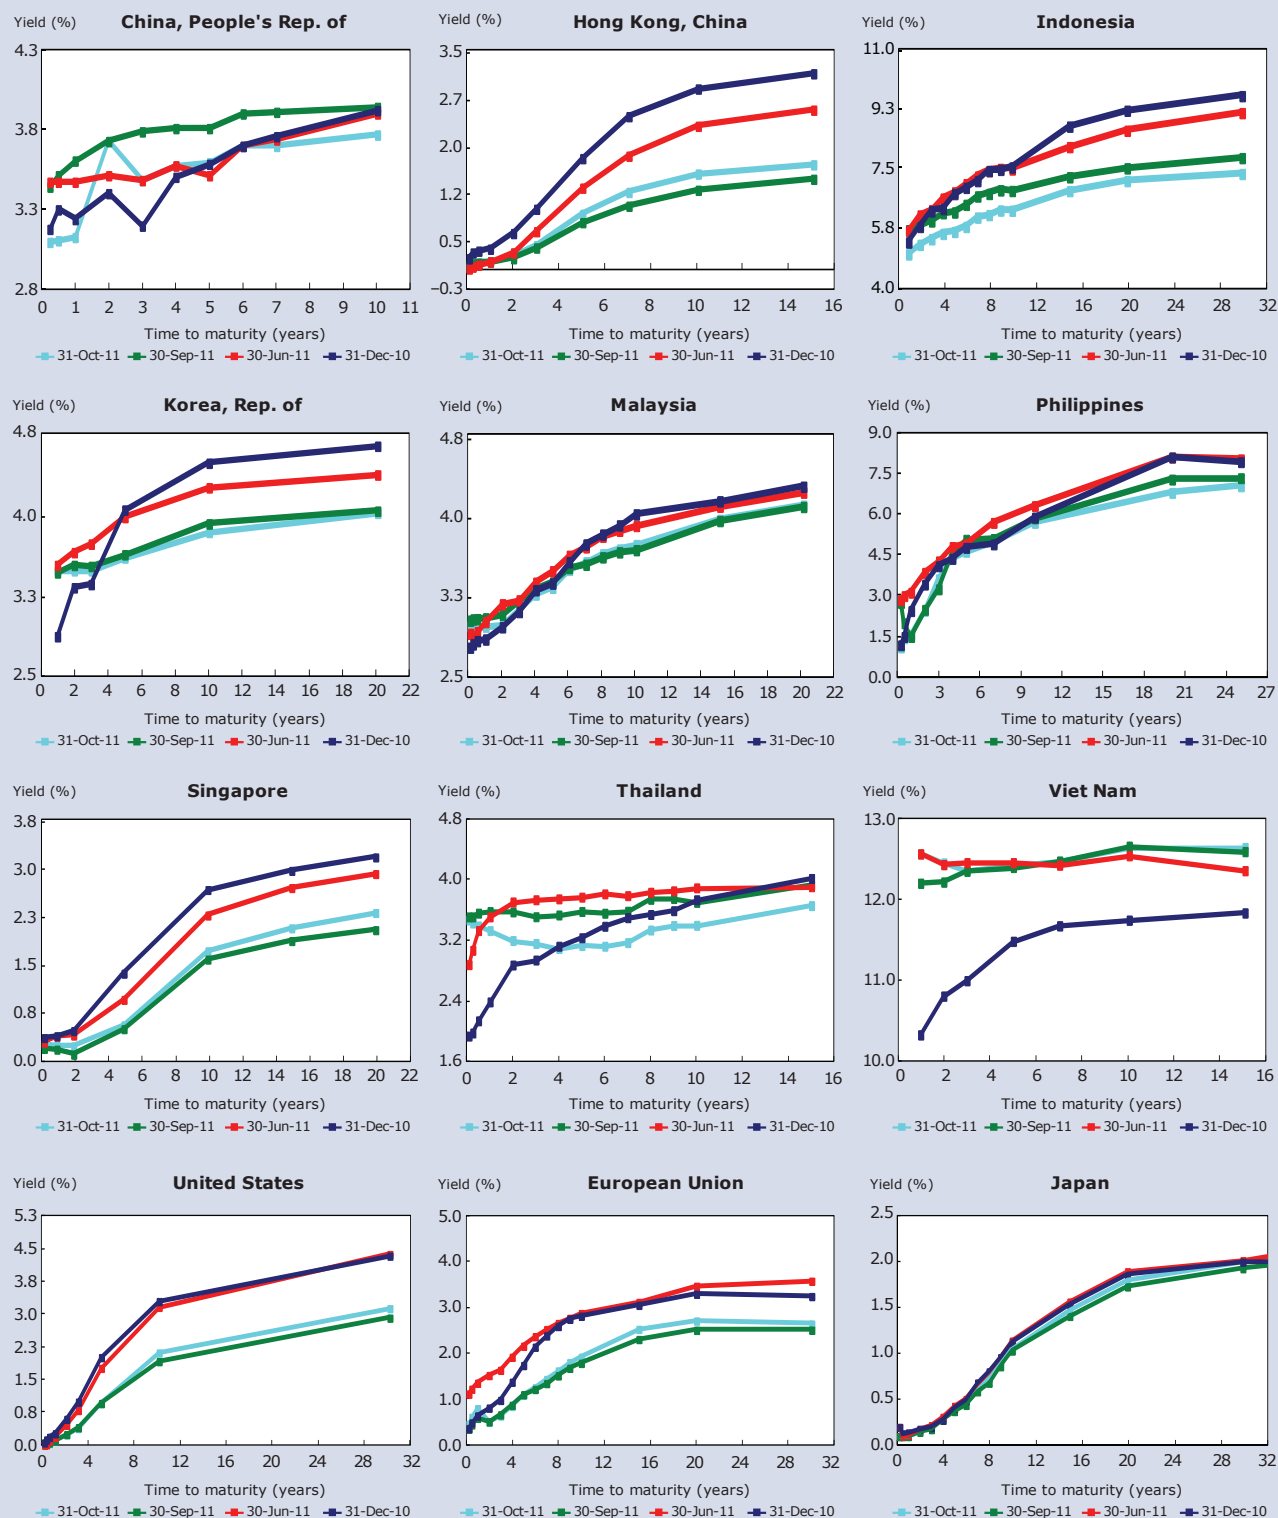 Yield (%) China, People's Rep. of
4.3
3.8
3.3
2.8
0 1 2 3 4 5 6 7 8 9 10 11
Time to maturity (years)
31-Oct-11 30-Sep-11 30-Jun-11 31-Dec-10
Yield (%) Hong Kong, China
3.5
2.7
2.0
1.2
0.5
−0.3
0 2 4 6 8 10 12 14 16
Time to maturity (years)
31-Oct-11 30-Sep-11 30-Jun-11 31-Dec-10
Yield (%) Indonesia
11.0
9.3
7.5
5.8
4.0
0 4 8 12 16 20 24 28 32
Time to maturity (years)
31-Oct-11 30-Sep-11 30-Jun-11 31-Dec-10
Yield (%) Korea, Rep. of
4.8
4.0
3.3
2.5
0 2 4 6 8 10 12 14 16 18 20 22
Time to maturity (years)
31-Oct-11 30-Sep-11 30-Jun-11 31-Dec-10
Yield (%) Malaysia
4.8
4.0
3.3
2.5
0 2 4 6 8 10 12 14 16 18 20 22
Time to maturity (years)
31-Oct-11 30-Sep-11 30-Jun-11 31-Dec-10
Yield (%) Philippines
9.0
7.5
6.0
4.5
3.0
1.5
0.0
0 3 6 9 12 15 18 21 24 27
Time to maturity (years)
31-Oct-11 30-Sep-11 30-Jun-11 31-Dec-10
Yield (%) Singapore
3.8
3.0
2.3
1.5
0.8
0.0
0 2 4 6 8 10 12 14 16 18 20 22
Time to maturity (years)
31-Oct-11 30-Sep-11 30-Jun-11 31-Dec-10
Yield (%) Thailand
4.8
4.0
3.2
2.4
1.6
0 2 4 6 8 10 12 14 16
Time to maturity (years)
31-Oct-11 30-Sep-11 30-Jun-11 31-Dec-10
Yield (%) Viet Nam
13.0
12.0
11.0
10.0
0 2 4 6 8 10 12 14 16
Time to maturity (years)
31-Oct-11 30-Sep-11 30-Jun-11 31-Dec-10
Yield (%) United States
5.3
4.5
3.8
3.0
2.3
1.5
0.8
0.0
0 4 8 12 16 20 24 28 32
Time to maturity (years)
31-Oct-11 30-Sep-11 30-Jun-11 31-Dec-10
Yield (%) European Union
5.0
4.0
3.0
2.0
1.0
0.0
0 4 8 12 16 20 24 28 32
Time to maturity (years)
31-Oct-11 30-Sep-11 30-Jun-11 31-Dec-10
Yield (%) Japan
2.5
2.0
1.5
1.0
0.5
0.0
0 4 8 12 16 20 24 28 32
Time to maturity (years)
31-Oct-11 30-Sep-11 30-Jun-11 31-Dec-10